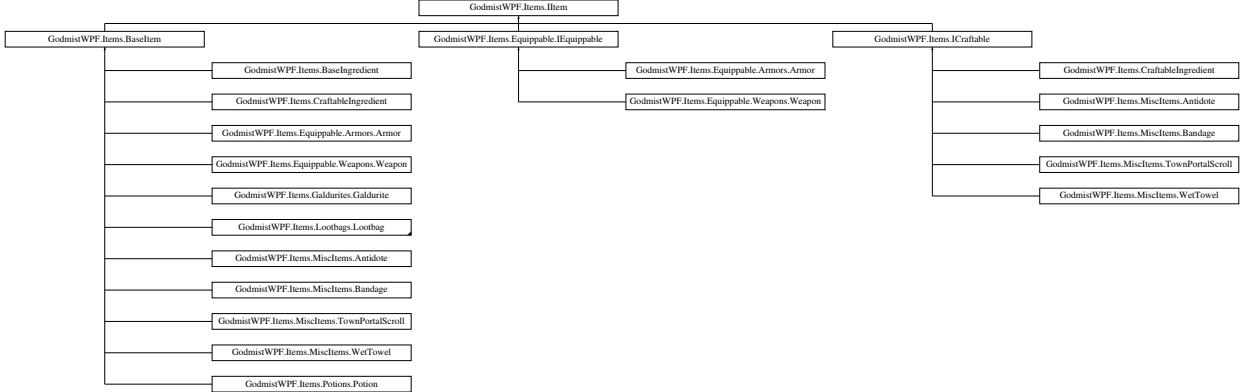 GodmistWPF.Items.IItem
GodmistWPF.Items.BaseItem
GodmistWPF.Items.Equippable.IEquippable
GodmistWPF.Items.ICraftable
GodmistWPF.Items.BaseIngredient
GodmistWPF.Items.CraftableIngredient
GodmistWPF.Items.Equippable.Armors.Armor
GodmistWPF.Items.Equippable.Weapons.Weapon
GodmistWPF.Items.Galdurites.Galdurite
GodmistWPF.Items.Lootbags.Lootbag
GodmistWPF.Items.MiscItems.Antidote
GodmistWPF.Items.MiscItems.Bandage
GodmistWPF.Items.MiscItems.TownPortalScroll
GodmistWPF.Items.MiscItems.WetTowel
GodmistWPF.Items.Potions.Potion
GodmistWPF.Items.Equippable.Armors.Armor
GodmistWPF.Items.Equippable.Weapons.Weapon
GodmistWPF.Items.CraftableIngredient
GodmistWPF.Items.MiscItems.Antidote
GodmistWPF.Items.MiscItems.Bandage
GodmistWPF.Items.MiscItems.TownPortalScroll
GodmistWPF.Items.MiscItems.WetTowel